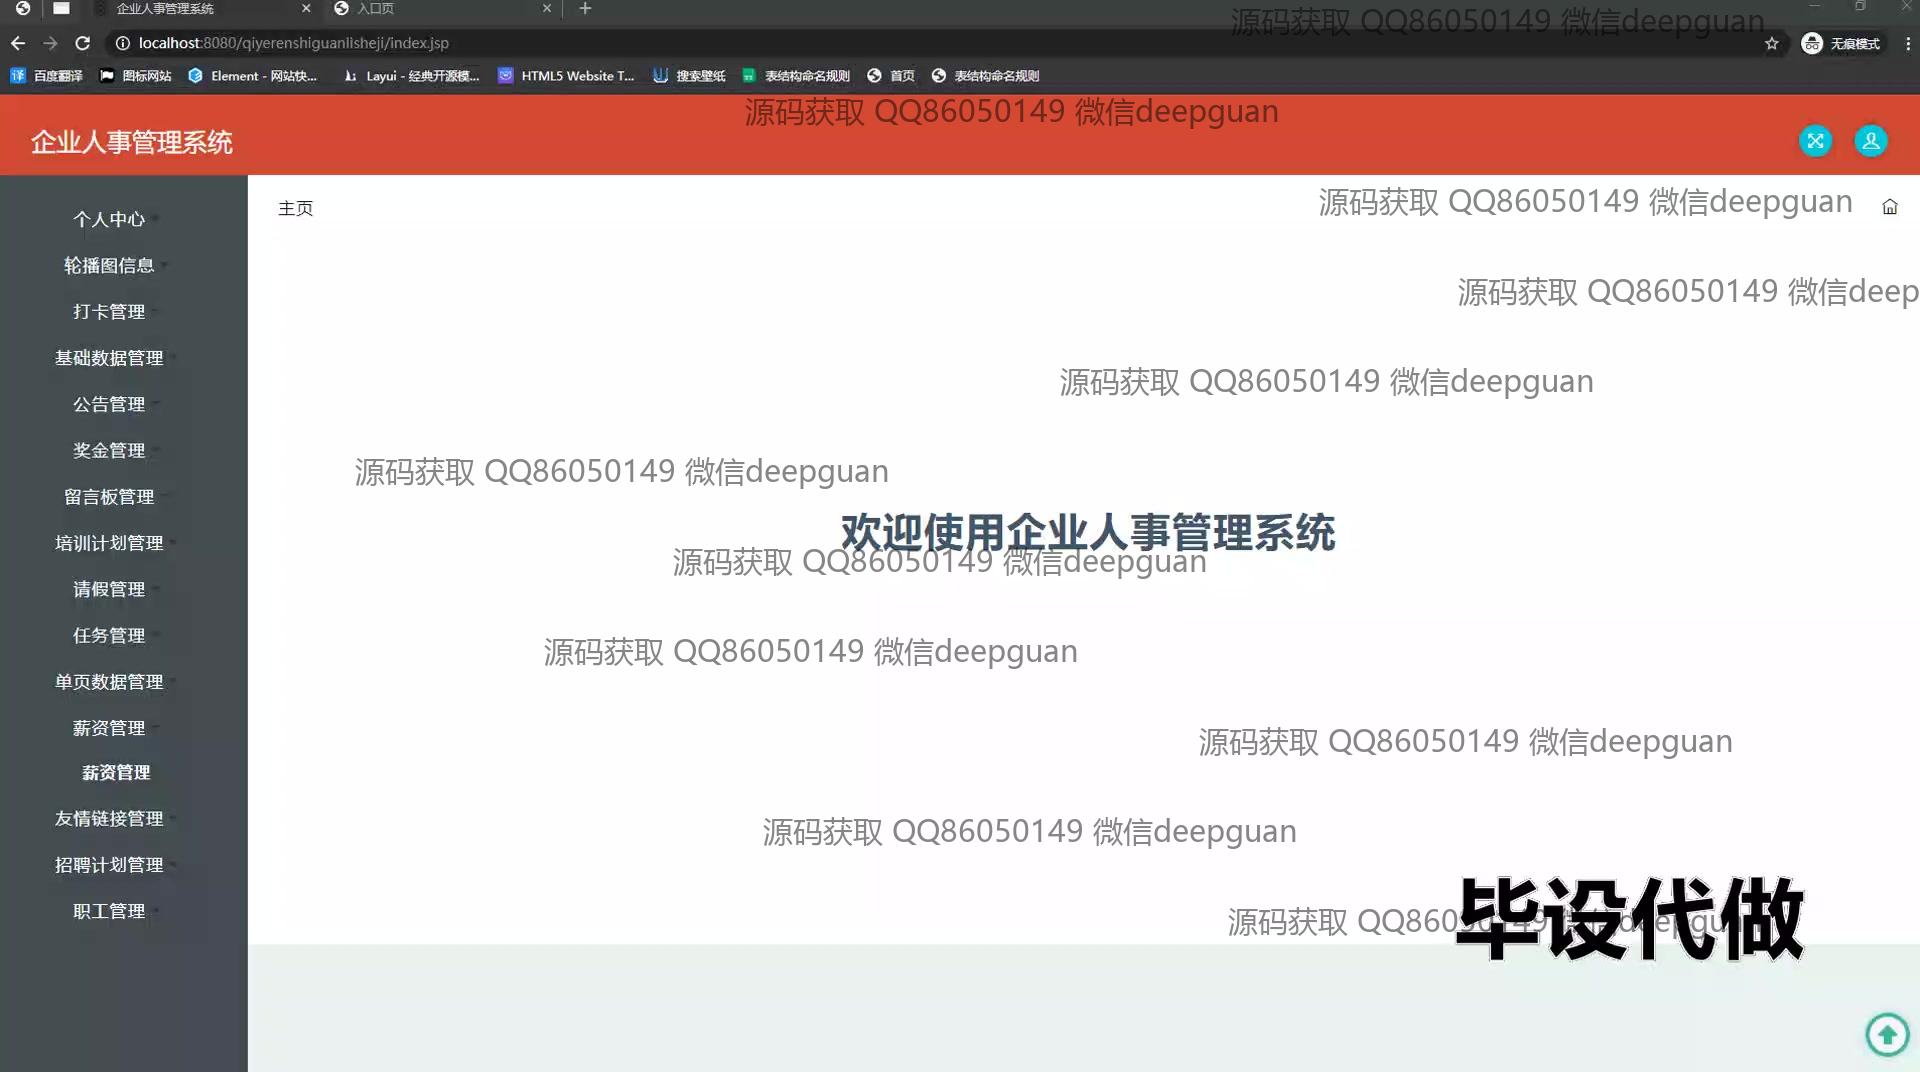 企业人事管理系统
入口页
源码获取 QQ86050149 微信deepguan
localhost:8080/qiyerenshiguanlisheji/index.jsp
无痕模式
译 百度翻译
图标网站
Element - 网站快...
Layui - 经典开源模...
HTML5 Website T...
搜索壁纸
表结构命名规则
首页
表结构命名规则
源码获取 QQ86050149 微信deepguan
企业人事管理系统
主页
源码获取 QQ86050149 微信deepguan
个人中心
轮播图信息
源码获取 QQ86050149 微信deep
打卡管理
基础数据管理
源码获取 QQ86050149 微信deepguan
公告管理
奖金管理
源码获取 QQ86050149 微信deepguan
留言板管理
欢迎使用企业人事管理系统
培训计划管理
源码获取 QQ86050149 微信deepguan
请假管理
任务管理
源码获取 QQ86050149 微信deepguan
单页数据管理
薪资管理
源码获取 QQ86050149 微信deepguan
薪资管理
友情链接管理
源码获取 QQ86050149 微信deepguan
招聘计划管理
职工管理
源码获取 QQ86050149 微信deepguan
毕设代做